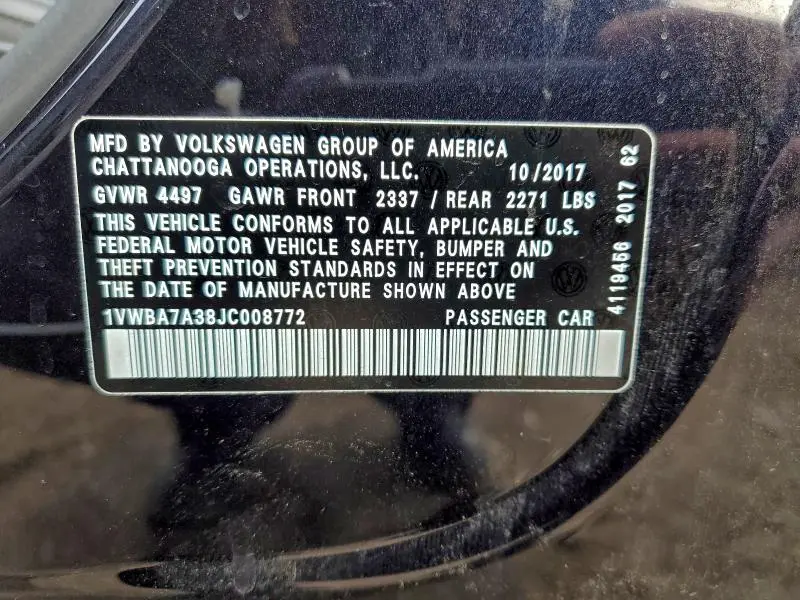 MFD BY VOLKSWAGEN GROUP OF AMERICA
CHATTANOOGA OPERATIONS, LLC. 10/2017
GVWR 4497 GAWR FRONT 2337 / REAR 2271 LBS
THIS VEHICLE CONFORMS TO ALL APPLICABLE U.S.
FEDERAL MOTOR VEHICLE SAFETY, BUMPER AND
THEFT PREVENTION STANDARDS IN EFFECT ON
THE DATE OF MANUFACTURE SHOWN ABOVE
1VWBA7A38JC008772 PASSENGER CAR
4119456 2017 62